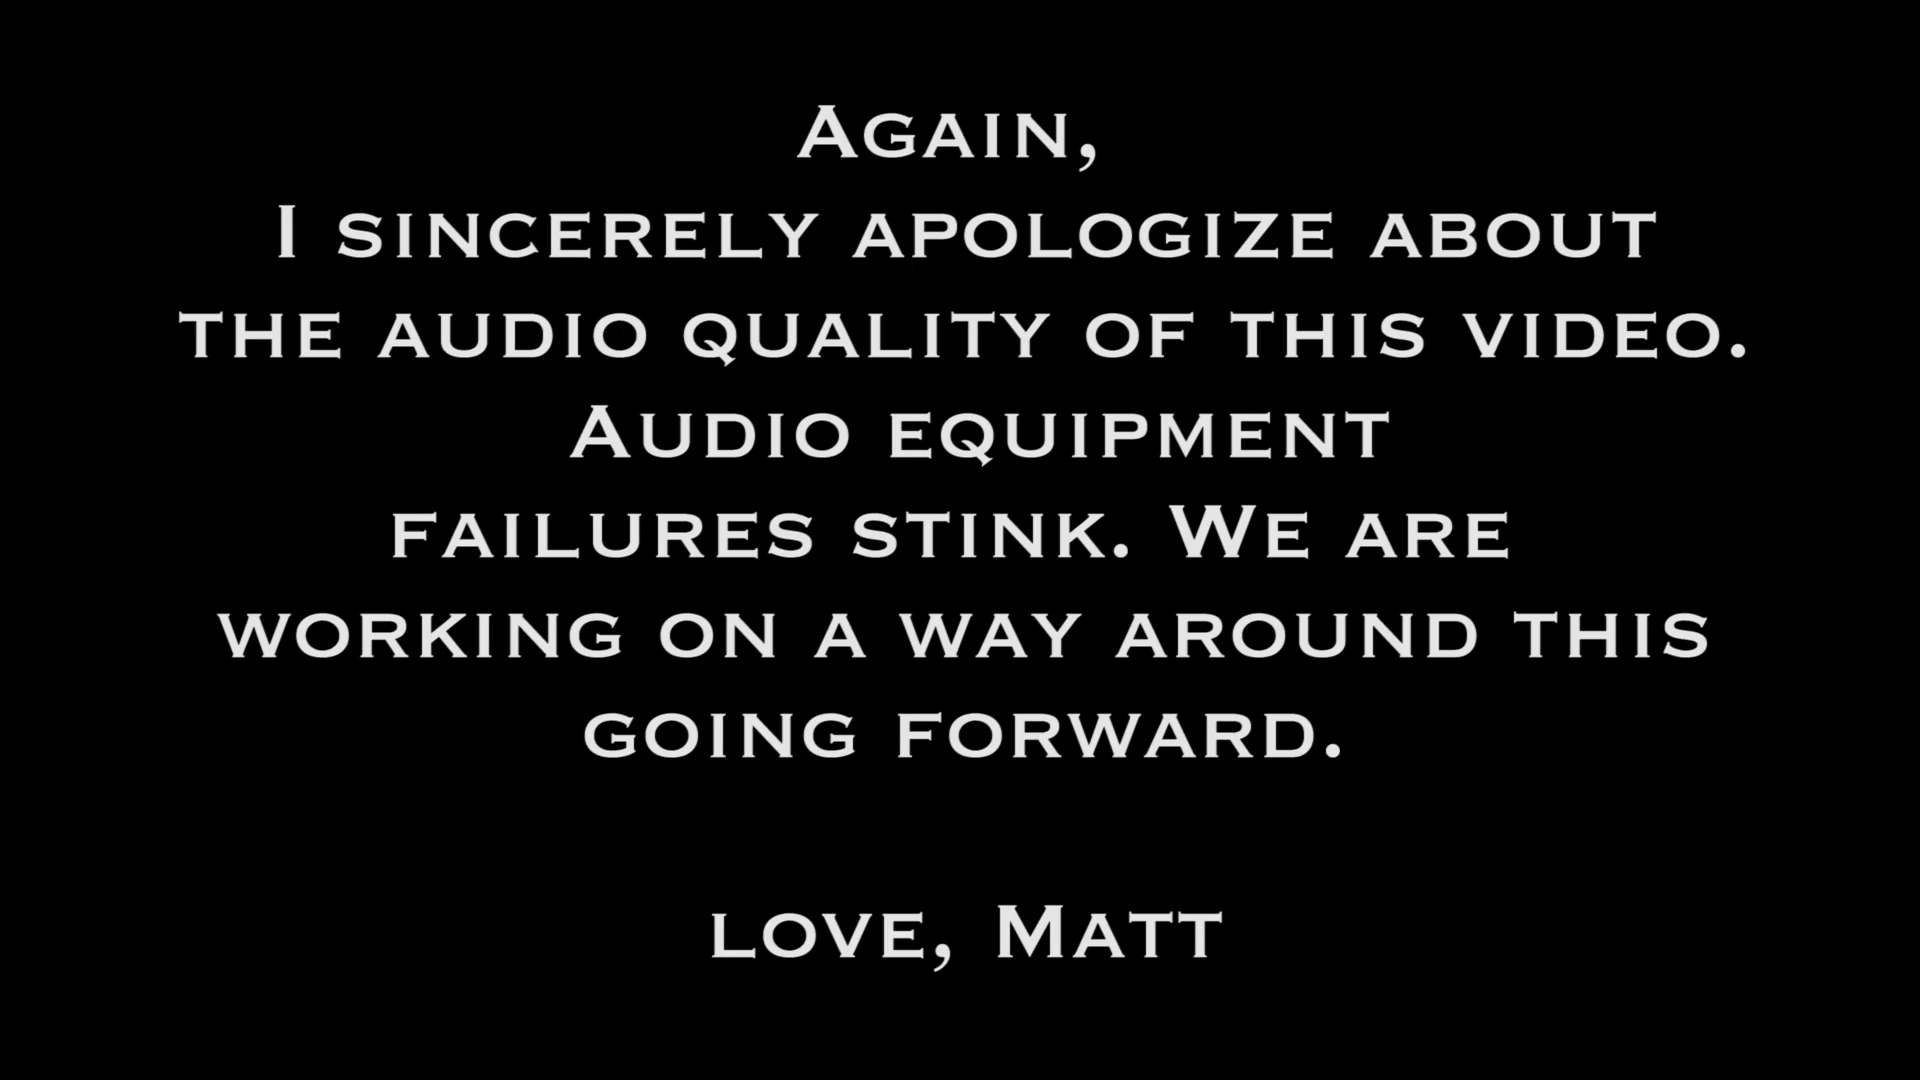 Again,
I sincerely apologize about
the audio quality of this video.
Audio equipment
failures stink. We are
working on a way around this
going forward.
love, Matt